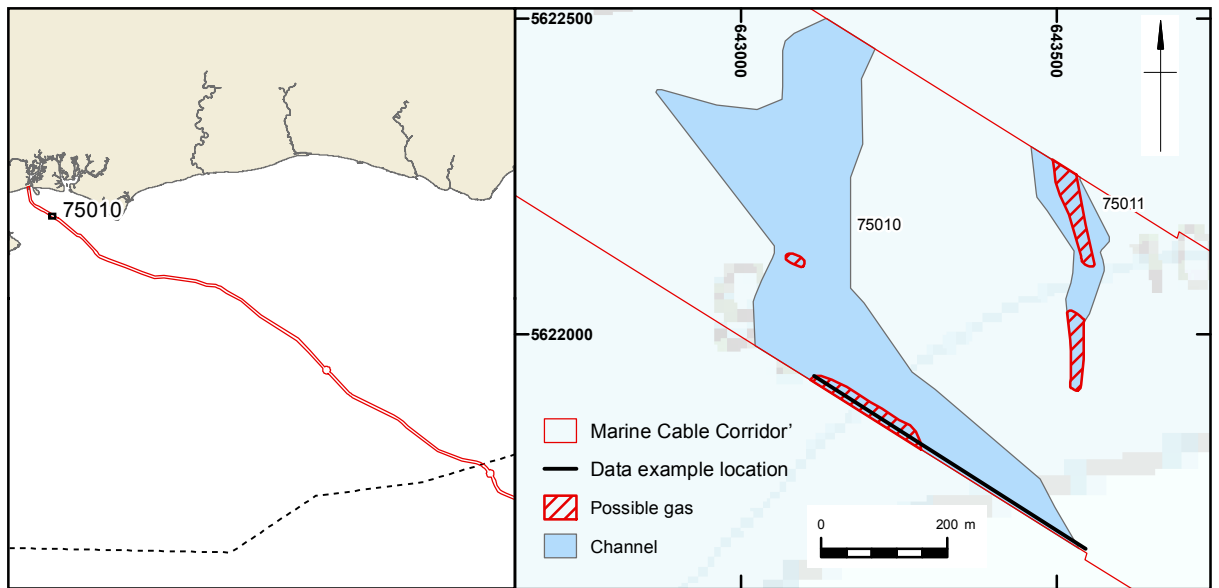 75010
5622500
5622000
643000
643500
75010
75011
Marine Cable Corridor'
Data example location
Possible gas
Channel
0 200 m